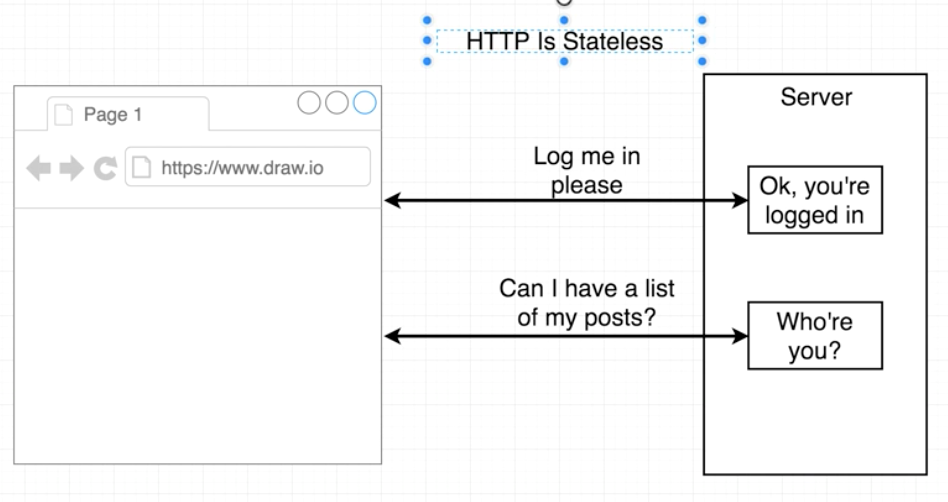 HTTP Is Stateless
Page 1
https://www.draw.io
Server
Log me in
please
Ok, you're
logged in
Can I have a list
of my posts?
Who're
you?